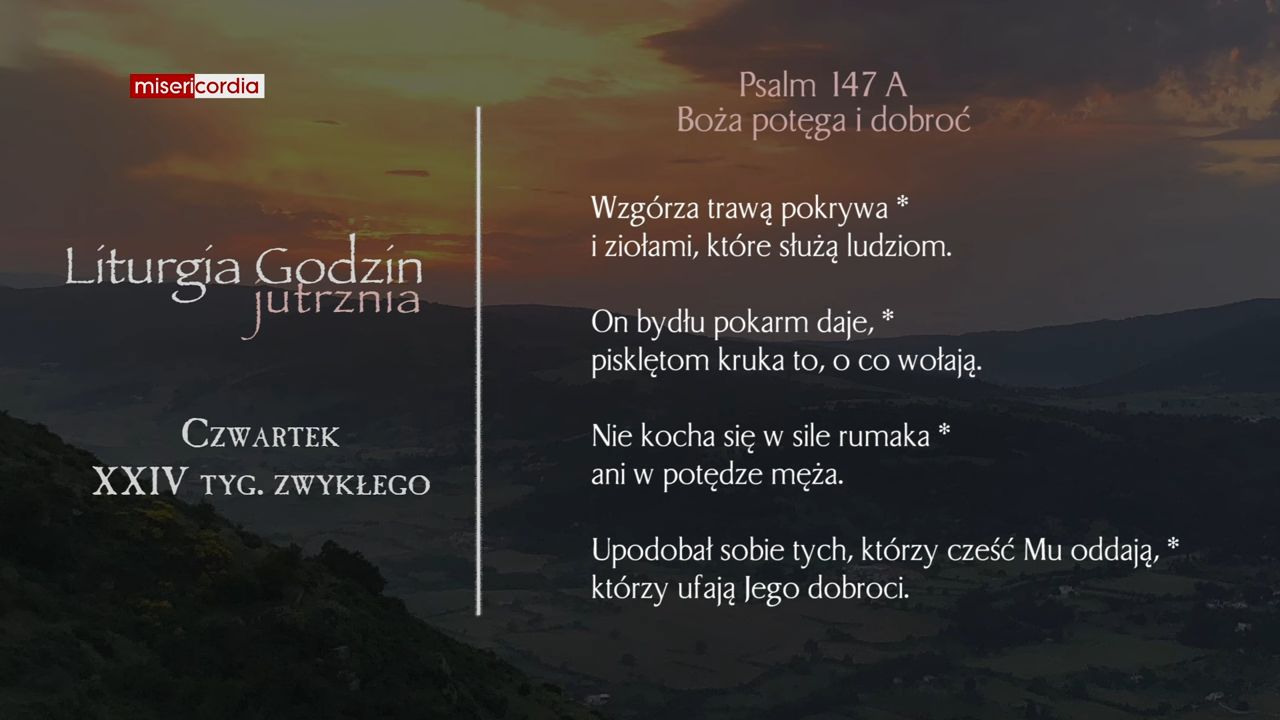 misericordia
Liturgia Godzin
jutrznia
Czwartek
XXIV tyg. zwykłego
Psalm 147 A
Boża potęga i dobroć
Wzgórza trawą pokrywa *
i ziołami, które służą ludziom.
On bydłu pokarm daje, *
pisklętom kruka to, o co wołają.
Nie kocha się w sile rumaka *
ani w potędze męża.
Upodobał sobie tych, którzy cześć Mu oddają, *
którzy ufają Jego dobroci.